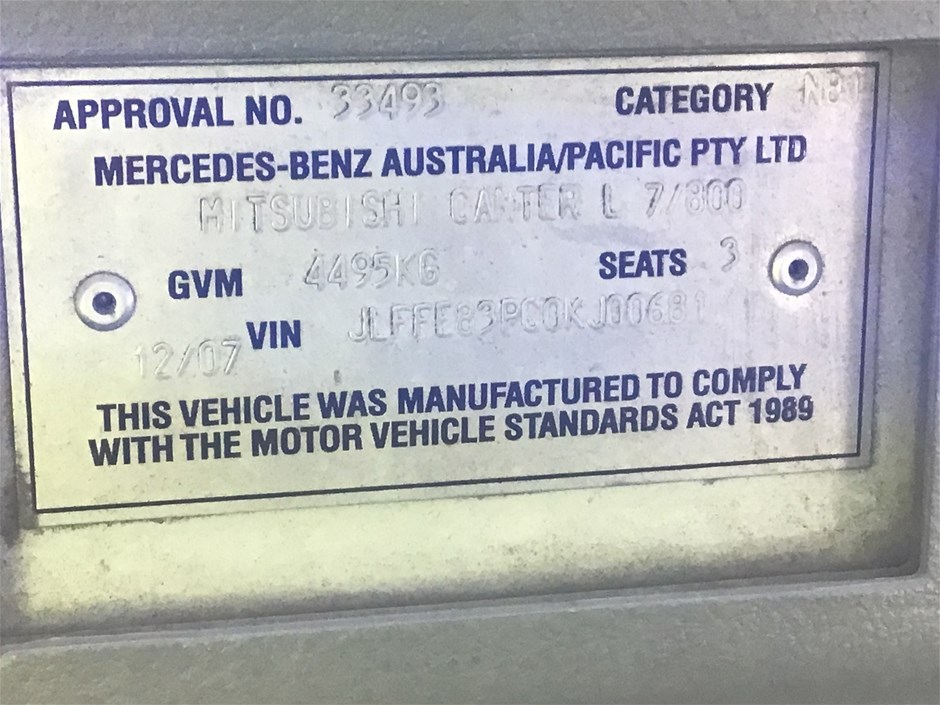 APPROVAL NO. 33493 CATEGORY NB1
MERCEDES-BENZ AUSTRALIA/PACIFIC PTY LTD
MITSUBISHI CANTER L 7/800
GVM 4495KG SEATS 3
VIN JLFFE83PC0KJ00681
12/07
THIS VEHICLE WAS MANUFACTURED TO COMPLY
WITH THE MOTOR VEHICLE STANDARDS ACT 1989